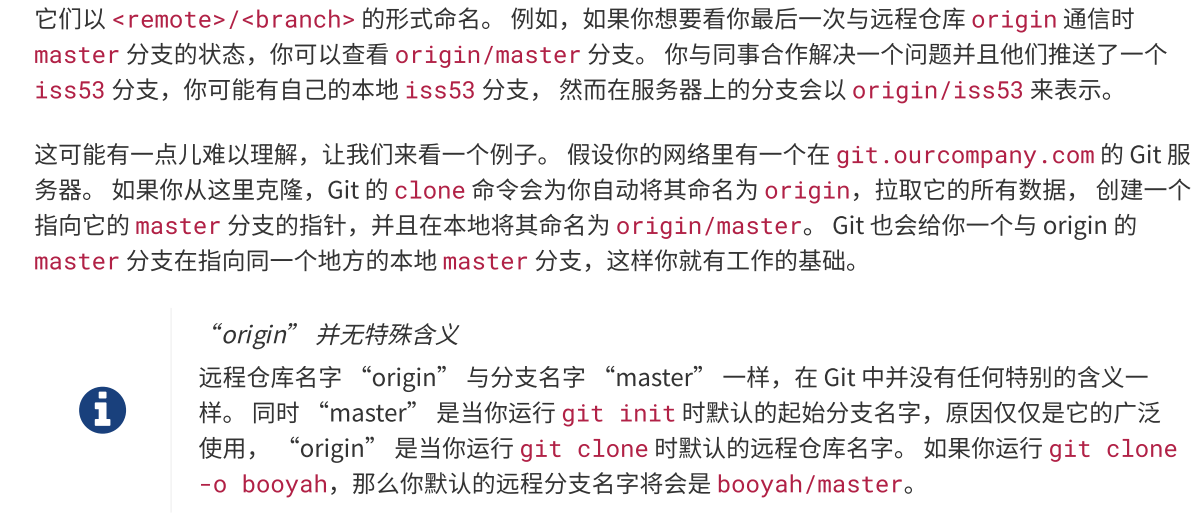 它们以 <remote>/<branch> 的形式命名。 例如，如果你想要看你最后一次与远程仓库 origin 通信时
master 分支的状态，你可以查看 origin/master 分支。 你与同事合作解决一个问题并且他们推送了一个
iss53 分支，你可能有自己的本地 iss53 分支， 然而在服务器上的分支会以 origin/iss53 来表示。
这可能有一点儿难以理解，让我们来看一个例子。 假设你的网络里有一个在 git.ourcompany.com 的 Git 服
务器。 如果你从这里克隆，Git 的 clone 命令会为你自动将其命名为 origin，拉取它的所有数据， 创建一个
指向它的 master 分支的指针，并且在本地将其命名为 origin/master。 Git 也会给你一个与 origin 的
master 分支在指向同一个地方的本地 master 分支，这样你就有工作的基础。
“origin” 并无特殊含义
远程仓库名字 “origin” 与分支名字 “master” 一样，在 Git 中并没有任何特别的含义一
样。 同时 “master” 是当你运行 git init 时默认的起始分支名字，原因仅仅是它的广泛
使用， “origin” 是当你运行 git clone 时默认的远程仓库名字。 如果你运行 git clone
-o booyah，那么你默认的远程分支名字将会是 booyah/master。